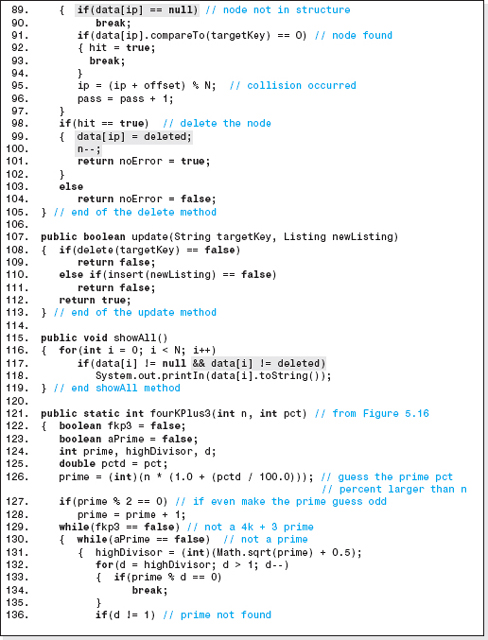 89. { if(data[ip] == null) // node not in structure
90. break;
91. if(data[ip].compareTo(targetKey) == 0) // node found
92. { hit = true;
93. break;
94. }
95. ip = (ip + offset) % N; // collision occurred
96. pass = pass + 1;
97. }
98. if(hit == true) // delete the node
99. { data[ip] = deleted;
100. n--;
101. return noError = true;
102. }
103. else
104. return noError = false;
105. } // end of the delete method
106.
107. public boolean update(String targetKey, Listing newListing)
108. { if(delete(targetKey) == false)
109. return false;
110. else if(insert(newListing) == false)
111. return false;
112. return true;
113. } // end of the update method
114.
115. public void showAll()
116. { for(int i = 0; i < N; i++)
117. if(data[i] != null && data[i] != deleted)
118. System.out.println(data[i].toString());
119. } // end showAll method
120.
121. public static int fourKPlus3(int n, int pct) // from Figure 5.16
122. { boolean fkp3 = false;
123. boolean aPrime = false;
124. int prime, highDivisor, d;
125. double pctd = pct;
126. prime = (int)(n * (1.0 + (pctd / 100.0))); // guess the prime pct
// percent larger than n
127. if(prime % 2 == 0) // if even make the prime guess odd
128. prime = prime + 1;
129. while(fkp3 == false) // not a 4k + 3 prime
130. { while(aPrime == false) // not a prime
131. { highDivisor = (int)(Math.sqrt(prime) + 0.5);
132. for(d = highDivisor; d > 1; d--)
133. { if(prime % d == 0)
134. break;
135. }
136. if(d != 1) // prime not found